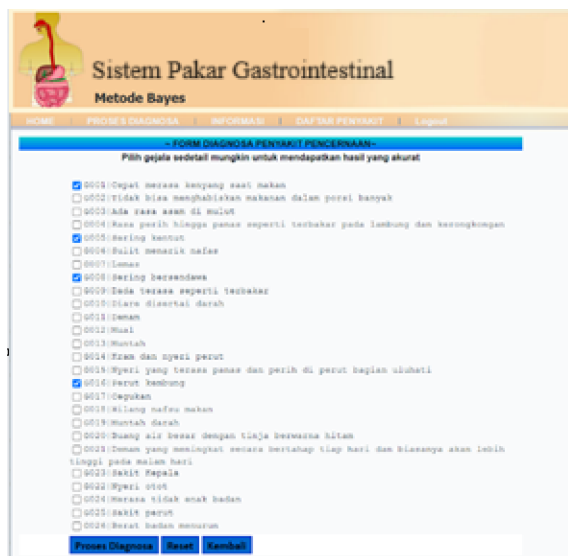 Sistem Pakar Gastrointestinal
Metode Bayes
HOME | PROSES DIAGNOSA | INFORMASI | DAFTAR PENYAKIT | Logout
~ FORM DIAGNOSA PENYAKIT PENCERNAAN~
Pilih gejala sedetail mungkin untuk mendapatkan hasil yang akurat
G001|Cepat merasa kenyang saat makan
G002|Tidak bisa menghabiskan makanan dalam porsi banyak
G003|Ada rasa asam di mulut
G004|Rasa perih hingga panas seperti terbakar pada lambung dan kerongkongan
G005|Sering kentut
G006|Sulit menarik nafas
G007|Lemas
G008|Sering bersendawa
G009|Dada terasa seperti terbakar
G010|Diare disertai darah
G011|Demam
G012|Mual
G013|Muntah
G014|Kram dan nyeri perut
G015|Nyeri yang terasa panas dan perih di perut bagian uluhati
G016|Perut kembung
G017|Cegukan
G018|Hilang nafsu makan
G019|Muntah darah
G020|Buang air besar dengan tinja berwarna hitam
G021|Demam yang meningkat secara bertahap tiap hari dan biasanya akan lebih
tinggi pada malam hari
G023|Sakit Kepala
G022|Nyeri otot
G024|Merasa tidak enak badan
G025|Sakit perut
G026|Berat badan menurun
Proses Diagnosa Reset Kembali